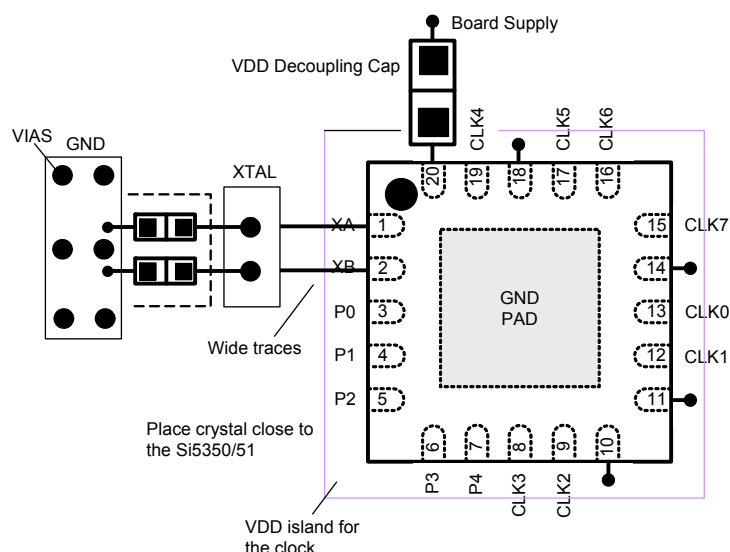 Board Supply
VDD Decoupling Cap
VIAS
GND
XTAL
CLK4
CLK5
CLK6
20
19
18
17
16
XA
1
XB
2
P0
3
P1
4
P2
5
15
CLK7
14
13
CLK0
12
CLK1
11
GND
PAD
Wide traces
6
7
8
9
10
P3
P4
CLK3
CLK2
Place crystal close to
the Si5350/51
VDD island for
the clock